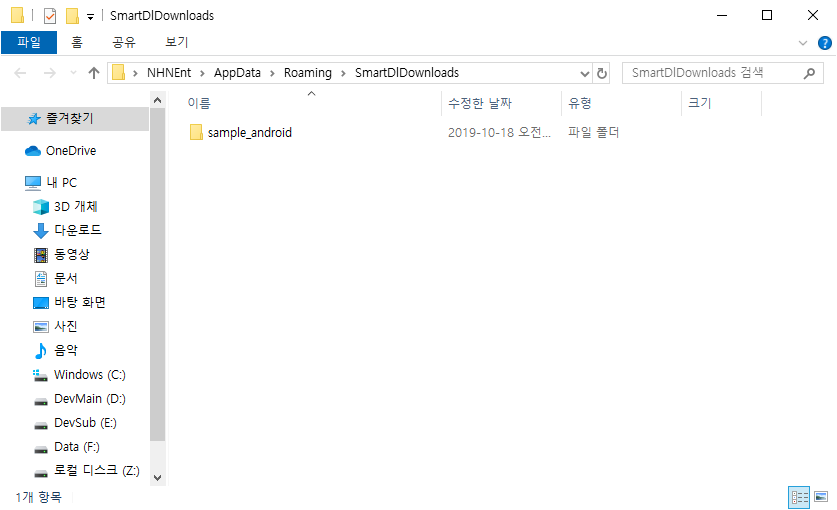 SmartDlDownloads
파일 홈 공유 보기
NHNEnt > AppData > Roaming > SmartDlDownloads SmartDlDownloads 검색
이름 수정한 날짜 유형 크기
즐겨찾기
sample_android 2019-10-18 오전... 파일 폴더
OneDrive
내 PC
3D 개체
다운로드
동영상
문서
바탕 화면
사진
음악
Windows (C:)
DevMain (D:)
DevSub (E:)
Data (F:)
로컬 디스크 (Z:)
1개 항목